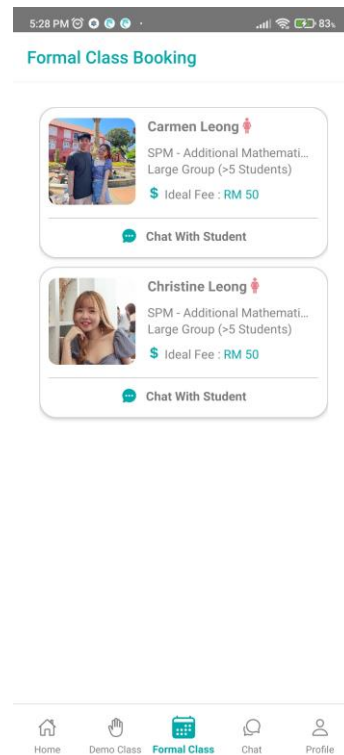 5:28 PM 83%
Formal Class Booking
Carmen Leong
SPM - Additional Mathemati...
Large Group (>5 Students)
$ Ideal Fee : RM 50
Chat With Student
Christine Leong
SPM - Additional Mathemati...
Large Group (>5 Students)
$ Ideal Fee : RM 50
Chat With Student
Home Demo Class Formal Class Chat Profile